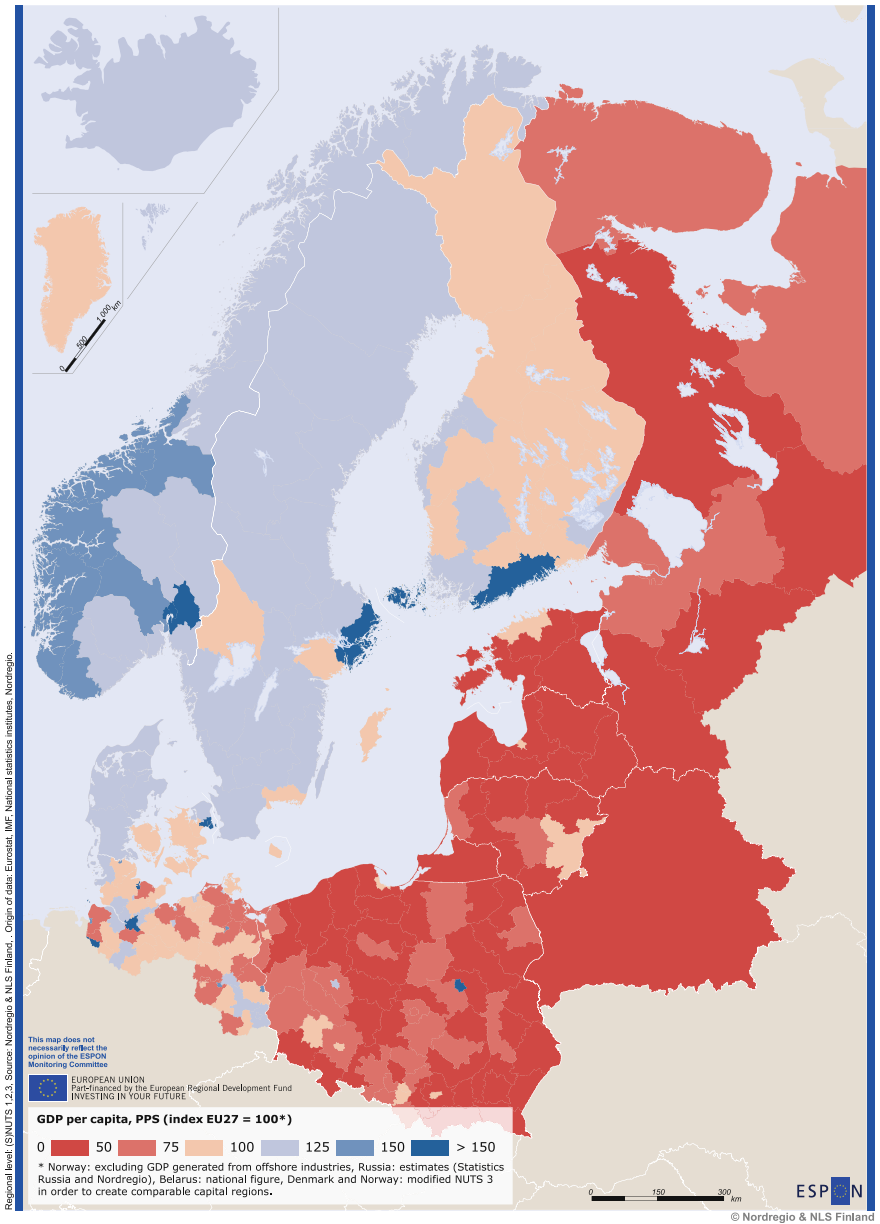 0
500
1 000
km
Regional level: (S)NUTS 1,2,3, Source: Nordregio & NLS Finland, , Origin of data: Eurostat, IMF, National statistics institutes, Nordregio.
This map does not
necessarily reflect the
opinion of the ESPON
Monitoring Committee
EUROPEAN UNION
Part-financed by the European Regional Development Fund
INVESTING IN YOUR FUTURE
GDP per capita, PPS (index EU27 = 100*)
0 50 75 100 125 150 > 150
* Norway: excluding GDP generated from offshore industries, Russia: estimates (Statistics
Russia and Nordregio), Belarus: national figure, Denmark and Norway: modified NUTS 3
in order to create comparable capital regions.
0 150 300
km
ESPON
© Nordregio & NLS Finland